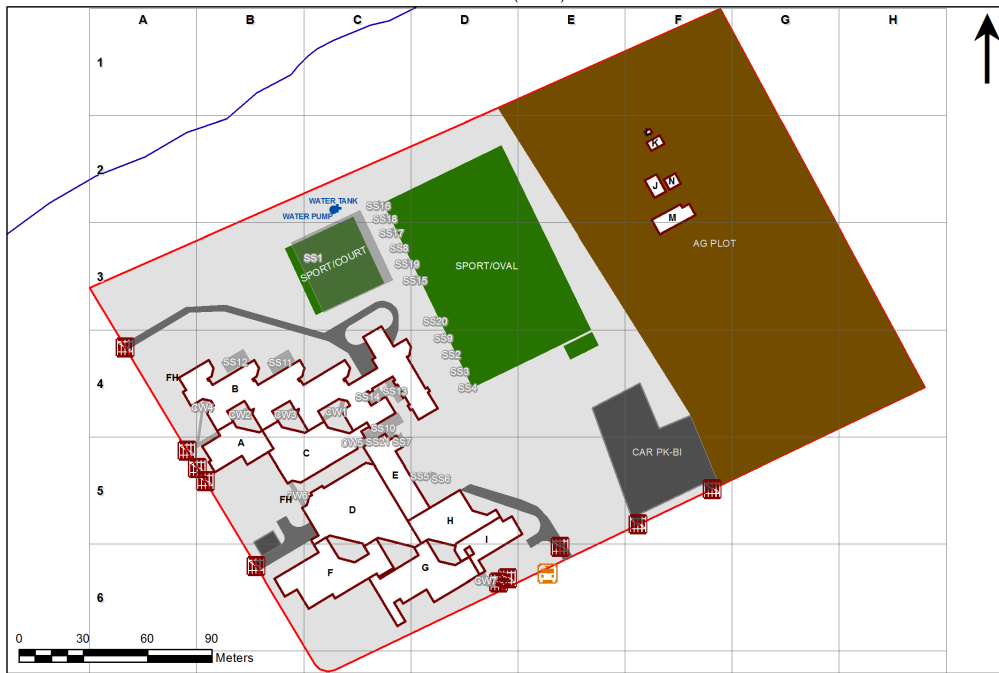 A B C D E F G H
1
K
2
J N
WATER TANK
SS16
WATER PUMP
M
SS18
SS17
AG PLOT
SS8
SS1
SPORT/COURT
SS19
SPORT/OVAL
3
SS15
SS20
SS9
SS2
SS12
SS11
SS3
FH
4
B
SS4
SS14
SS13
CW4
CW2
CW3
CW1
SS10
A
CW5
SS21
SS7
C
CAR PK-BI
E
SS6
5
CW6
FH
D
H
I
G
F
CW7
6
0 30 60 90
Meters